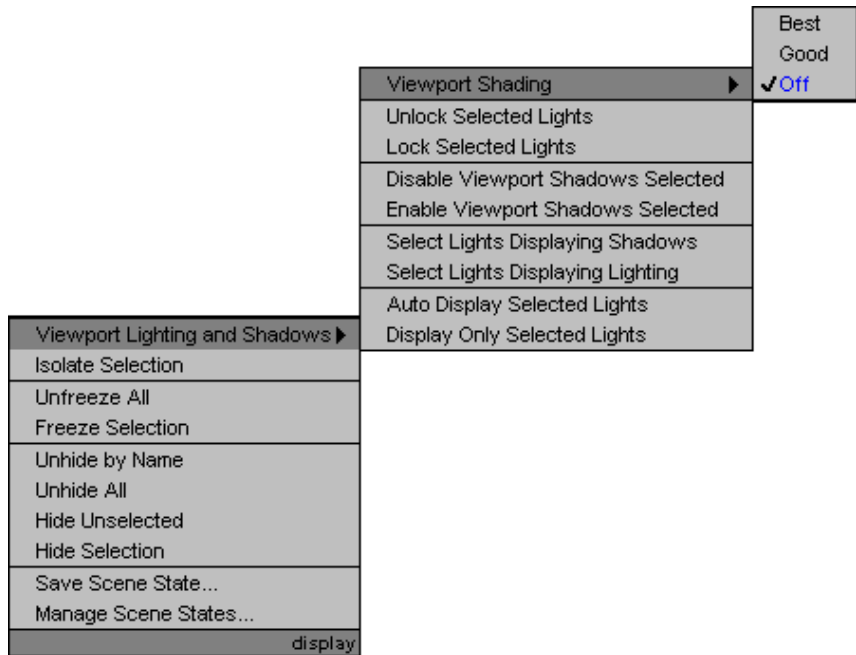 Best
Good
Off
Viewport Shading
Unlock Selected Lights
Lock Selected Lights
Disable Viewport Shadows Selected
Enable Viewport Shadows Selected
Select Lights Displaying Shadows
Select Lights Displaying Lighting
Auto Display Selected Lights
Display Only Selected Lights
Viewport Lighting and Shadows
Isolate Selection
Unfreeze All
Freeze Selection
Unhide by Name
Unhide All
Hide Unselected
Hide Selection
Save Scene State...
Manage Scene States...
display